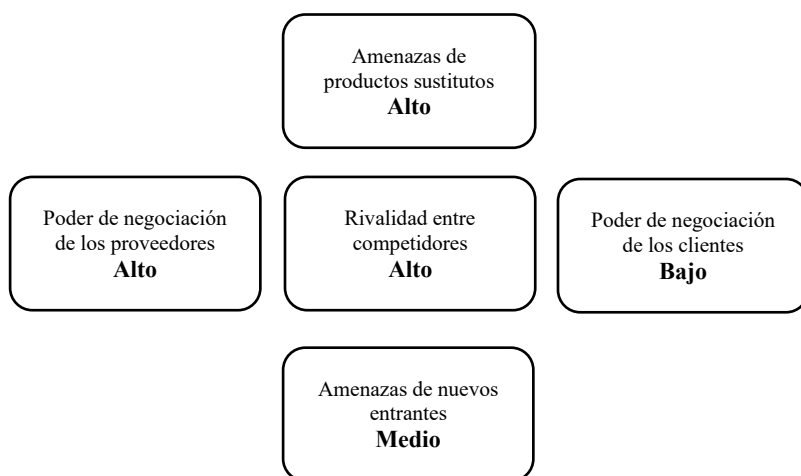 Amenazas de
productos sustitutos
Alto
Poder de negociación
de los proveedores
Alto
Rivalidad entre
competidores
Alto
Poder de negociación
de los clientes
Bajo
Amenazas de nuevos
entrantes
Medio